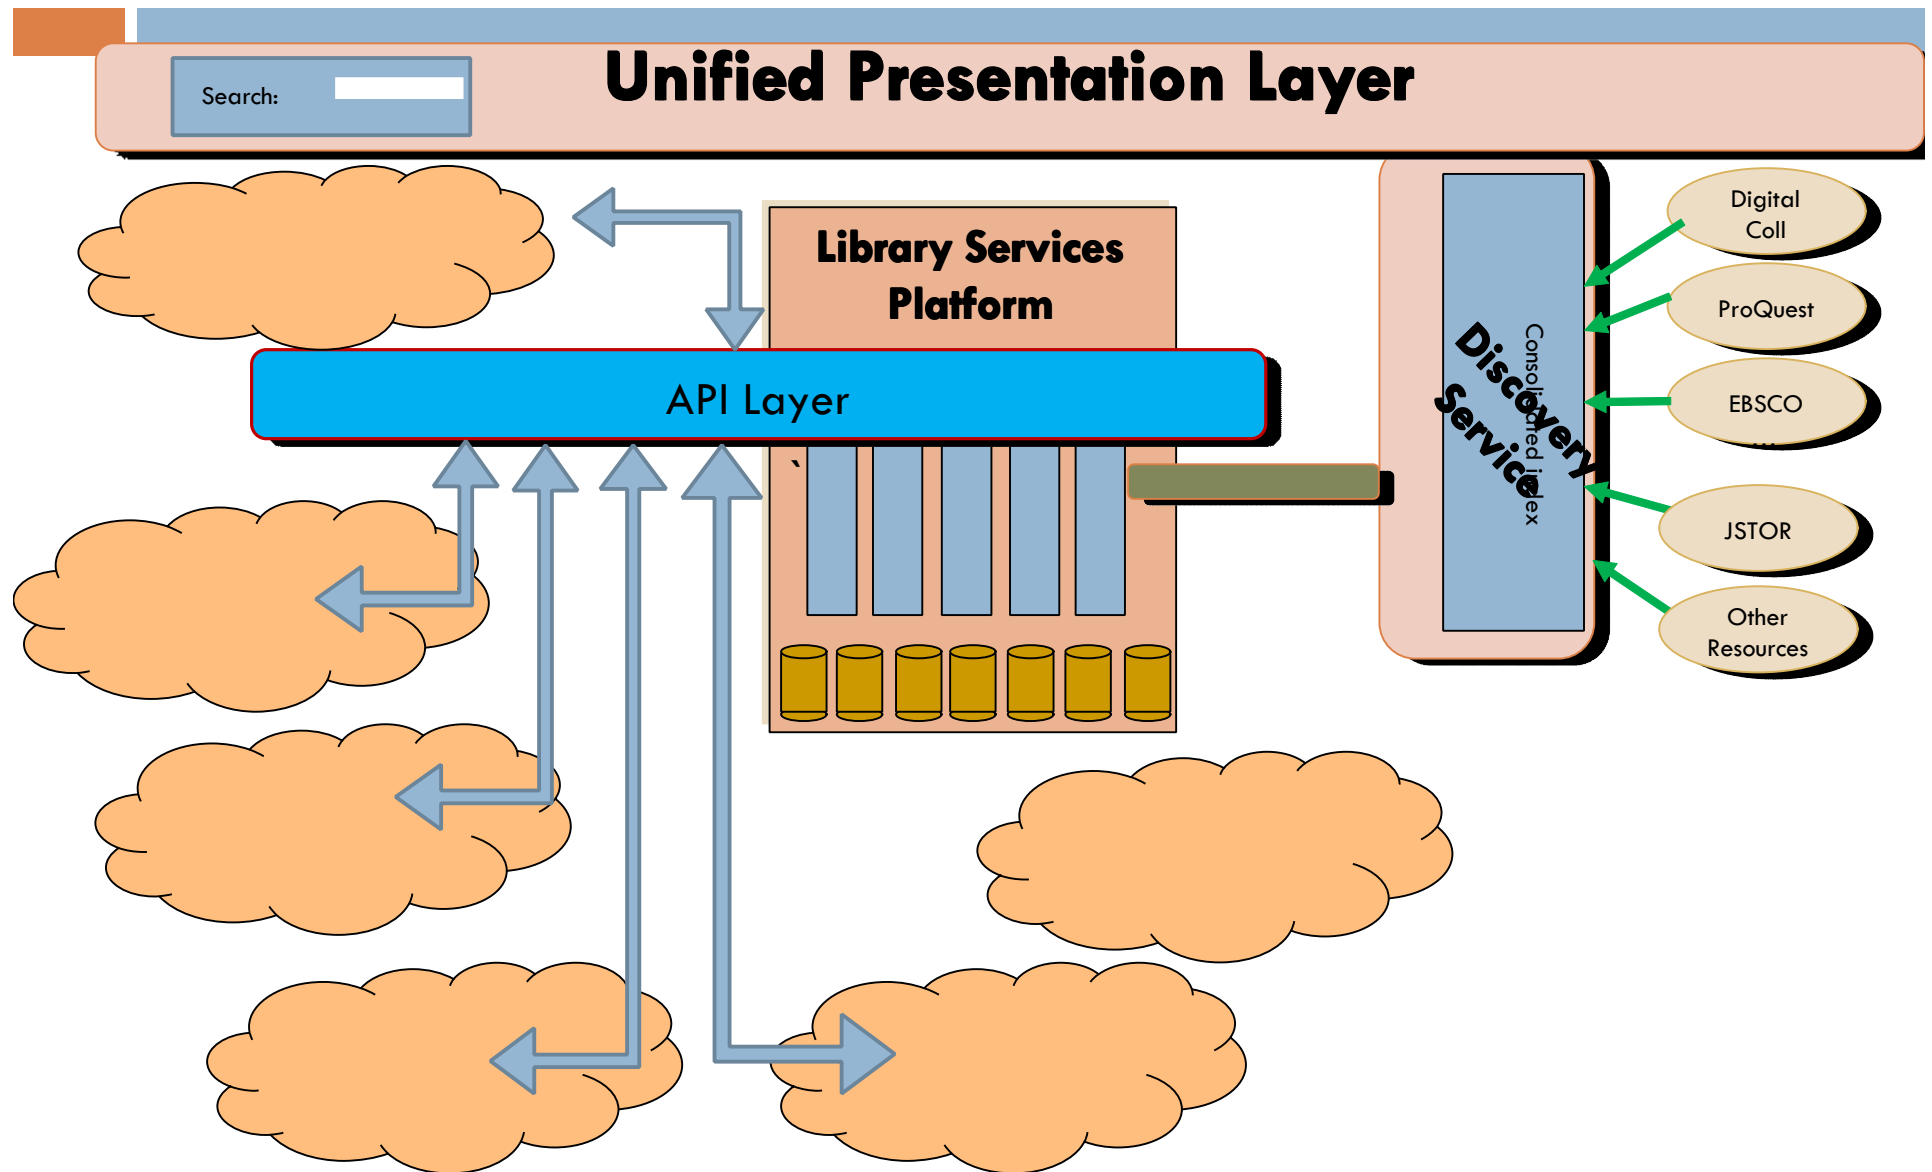 Unified Presentation Layer
Search:
Library Services
Platform
API Layer
`
Discovery
Service
Consolidated index
Digital
Coll
ProQuest
EBSCO
...
JSTOR
Other
Resources